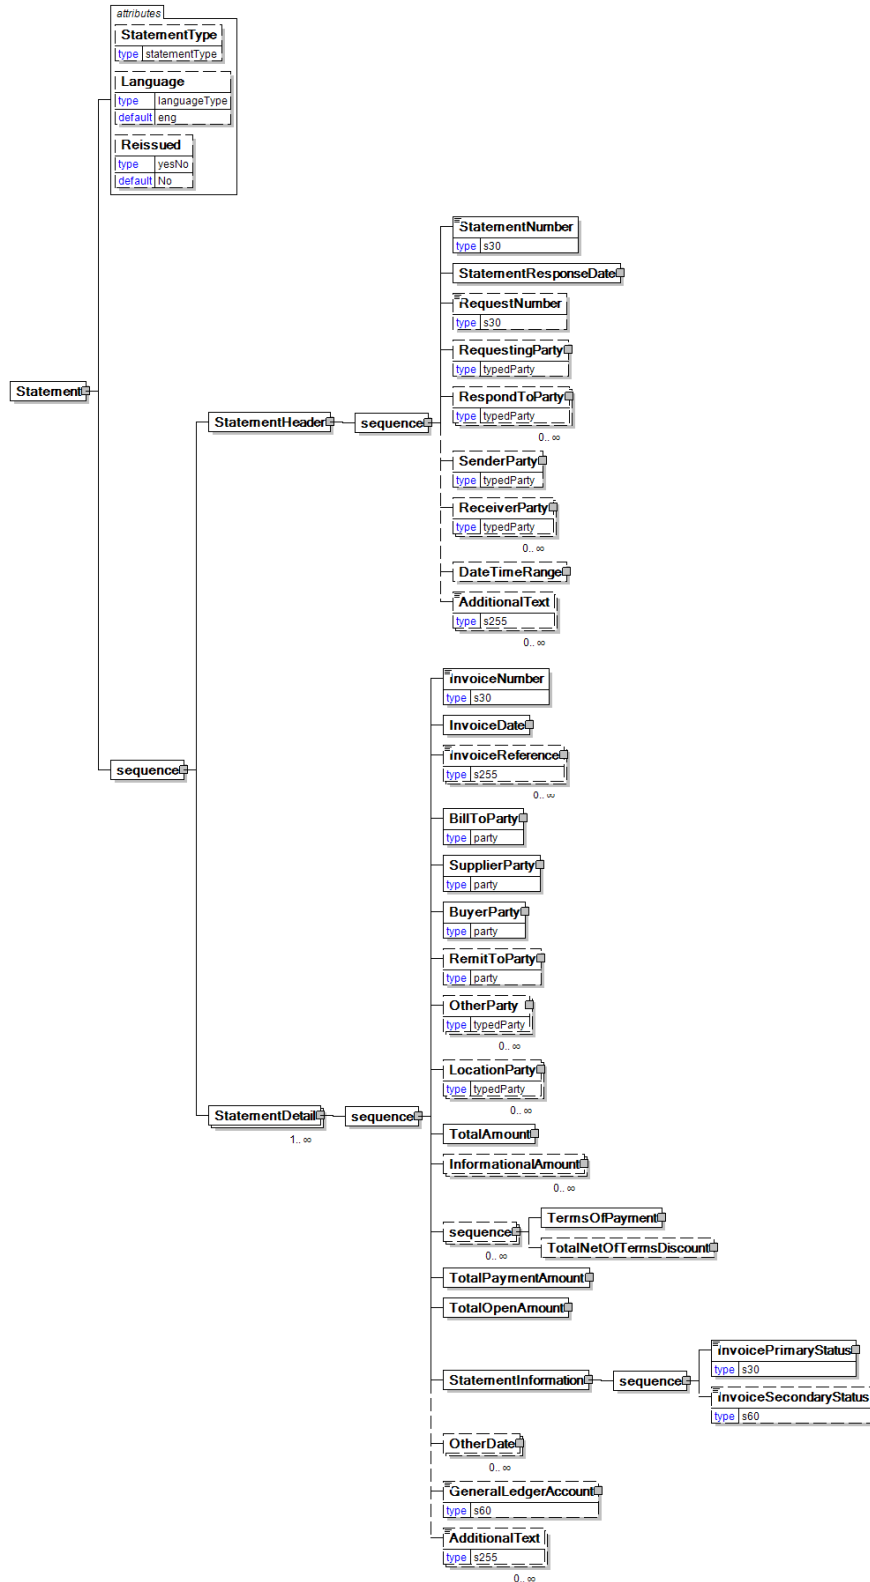 attributes
StatementType
type statementType
Language
type languageType
default eng
Reissued
type yesNo
default No
Statement
sequence
StatementHeader
sequence
StatementNumber
type s30
StatementResponseDate
RequestNumber
type s30
RequestingParty
type typedParty
RespondToParty
type typedParty
0.. ∞
SenderParty
type typedParty
ReceiverParty
type typedParty
0.. ∞
DateTimeRange
AdditionalText
type s255
0.. ∞
StatementDetail
1.. ∞
sequence
InvoiceNumber
type s30
InvoiceDate
InvoiceReference
type s255
0.. ∞
BillToParty
type party
SupplierParty
type party
BuyerParty
type party
RemitToParty
type party
OtherParty
type typedParty
0.. ∞
LocationParty
type typedParty
0.. ∞
TotalAmount
InformationalAmount
0.. ∞
sequence
0.. ∞
TermsOfPayment
TotalNetOfTermsDiscount
TotalPaymentAmount
TotalOpenAmount
StatementInformation
sequence
InvoicePrimaryStatus
type s30
InvoiceSecondaryStatus
type s60
OtherDate
0.. ∞
GeneralLedgerAccount
type s60
AdditionalText
type s255
0.. ∞